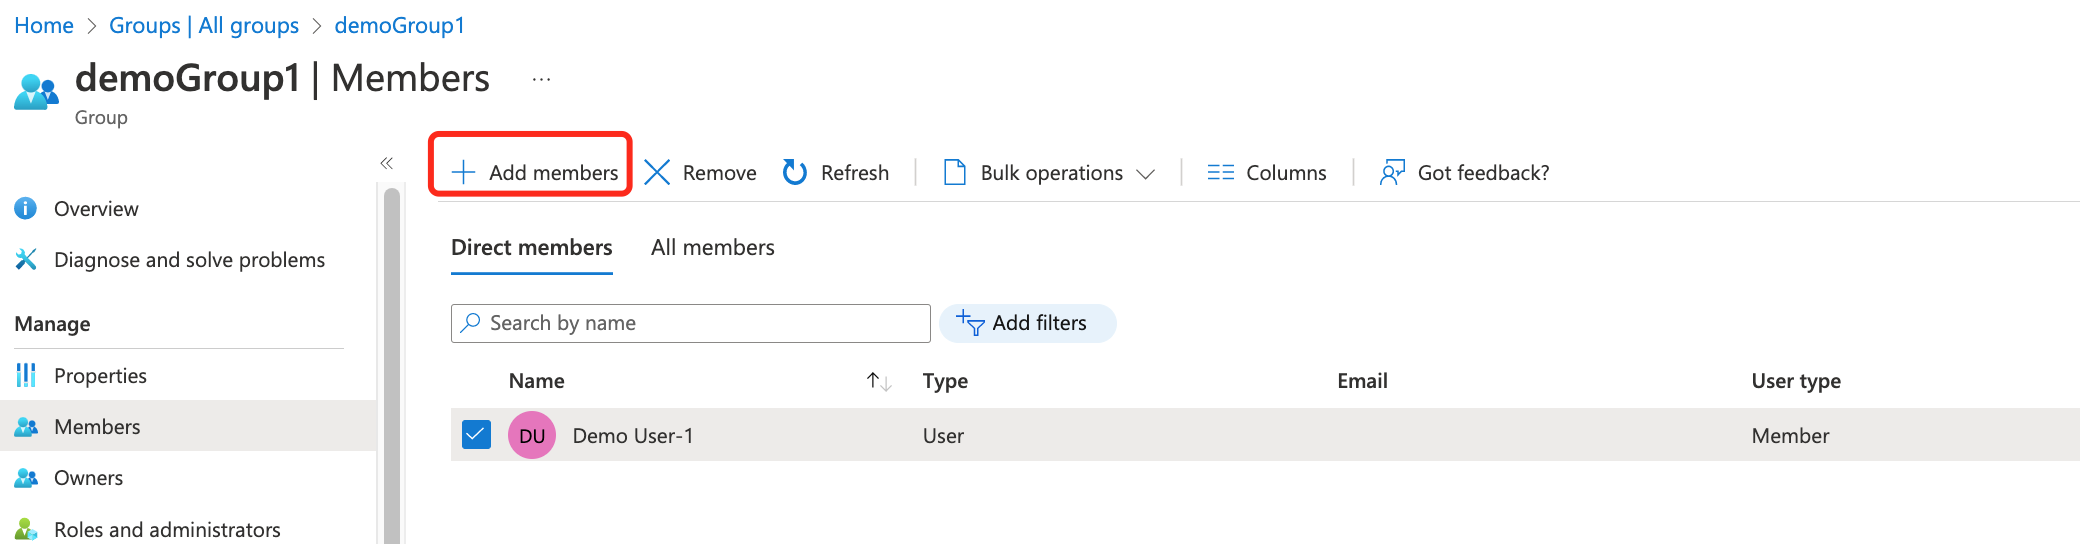 Home > Groups | All groups > demoGroup1
demoGroup1 | Members ...
Group
«
Add members Remove Refresh Bulk operations Columns Got feedback?
Overview
Diagnose and solve problems
Manage
Properties
Members
Owners
Roles and administrators
Direct members All members
Search by name Add filters
Name Type Email User type
DU Demo User-1 User Member